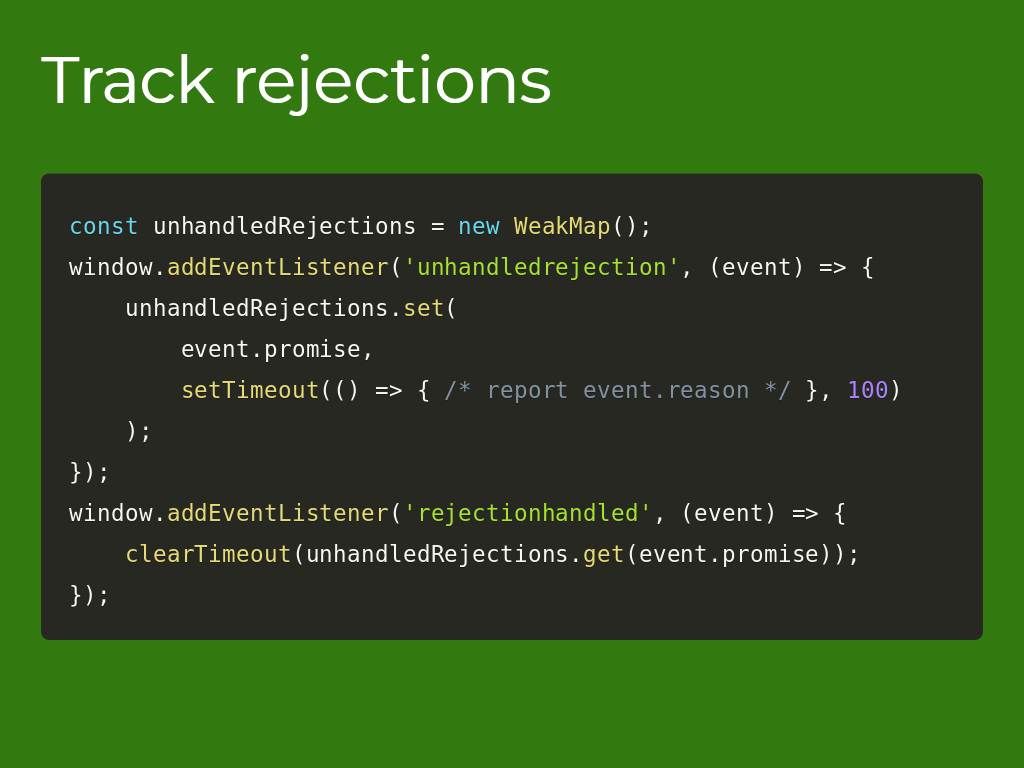 Track rejections
const unhandledRejections = new WeakMap();
window.addEventListener('unhandledrejection', (event) => {
    unhandledRejections.set(
        event.promise,
        setTimeout(() => { /* report event.reason */ }, 100)
    );
});
window.addEventListener('rejectionhandled', (event) => {
    clearTimeout(unhandledRejections.get(event.promise));
});